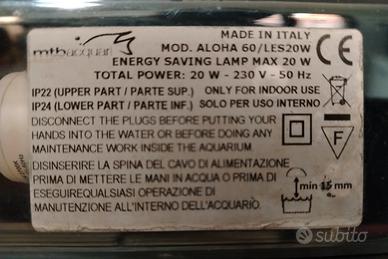 MADE IN ITALY
mtbacquari
MOD. ALOHA 60/LES20W
ENERGY SAVING LAMP MAX 20 W
TOTAL POWER: 20 W - 230 V - 50 Hz
IP22 (UPPER PART / PARTE SUP.) ONLY FOR INDOOR USE
IP24 (LOWER PART / PARTE INF.) SOLO PER USO INTERNO
DISCONNECT THE PLUGS BEFORE PUTTING YOUR
HANDS INTO THE WATER OR BEFORE DOING ANY
MAINTENANCE WORK INSIDE THE AQUARIUM
F
DISINSERIRE LA SPINA DEL CAVO DI ALIMENTAZIONE
PRIMA DI METTERE LE MANI IN ACQUA O PRIMA DI
ESEGUIREQUALSIASI OPERAZIONE DI
MANUTENZIONE ALL'INTERNO DELL'ACQUARIO.
min 15 mm
subito